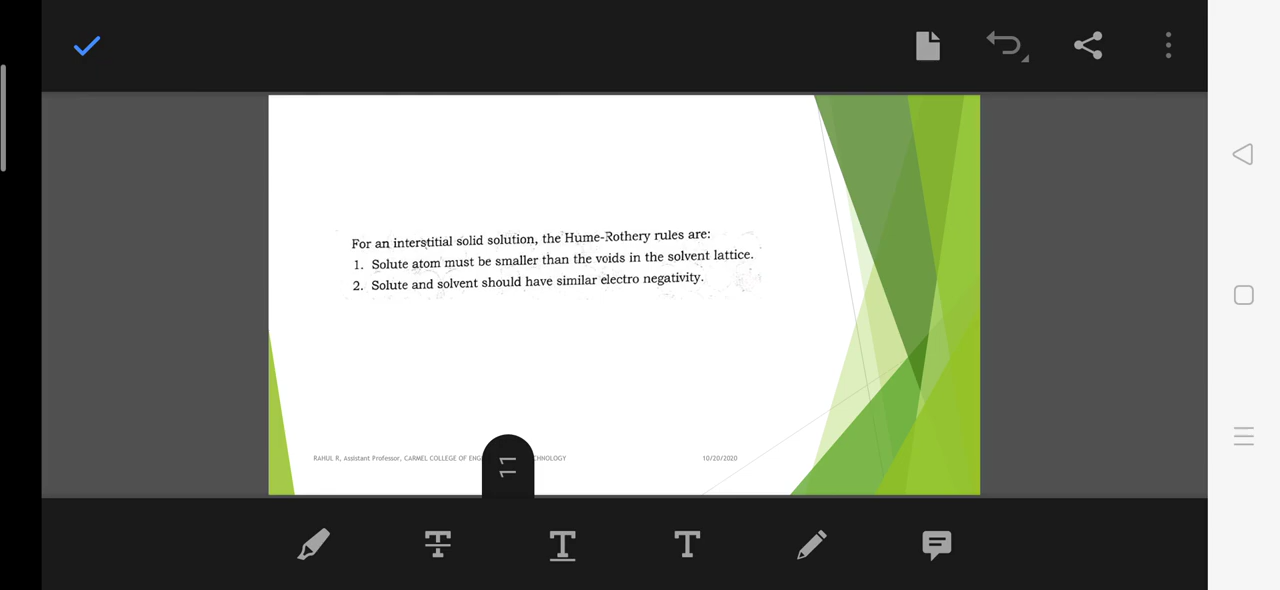 For an interstitial solid solution, the Hume-Rothery rules are:
1. Solute atom must be smaller than the voids in the solvent lattice.
2. Solute and solvent should have similar electro negativity.
RAHUL R, Assistant Professor, CARMEL COLLEGE OF
10/20/2020
11